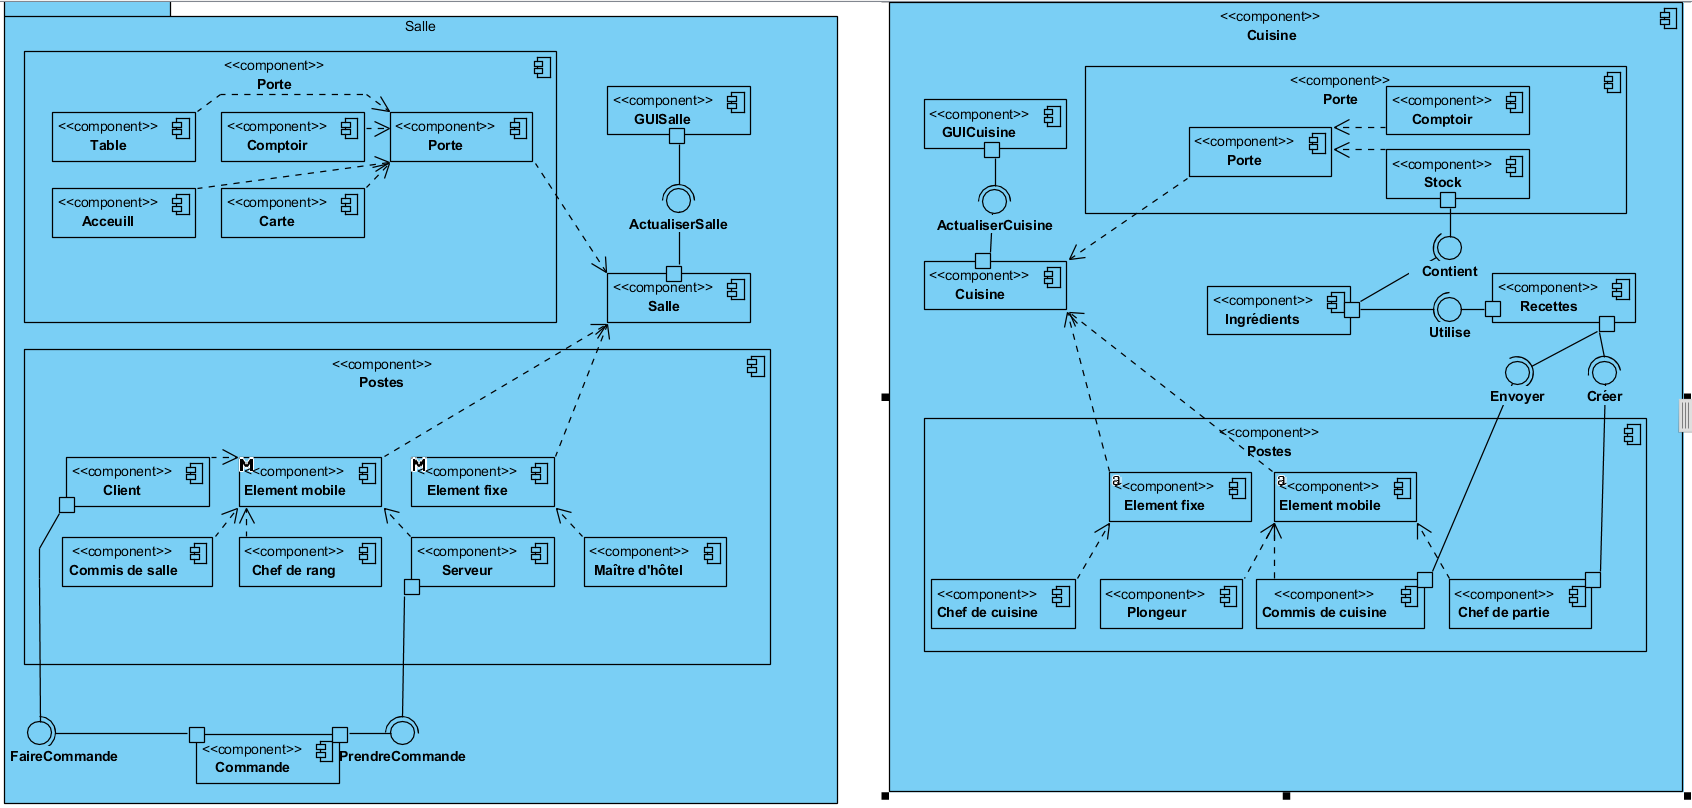 Salle
<<component>>
Porte
<<component>>
Table
<<component>>
Comptoir
<<component>>
Porte
<<component>>
Acceuill
<<component>>
Carte
<<component>>
GUISalle
ActualiserSalle
<<component>>
Salle
<<component>>
Postes
<<component>>
Client
M
<<component>>
Element mobile
M
<<component>>
Element fixe
<<component>>
Commis de salle
<<component>>
Chef de rang
<<component>>
Serveur
<<component>>
Maître d'hôtel
FaireCommande
<<component>>
Commande
PrendreCommande
<<component>>
Cuisine
<<component>>
Porte
<<component>>
Comptoir
<<component>>
Porte
<<component>>
Stock
<<component>>
GUICuisine
ActualiserCuisine
<<component>>
Cuisine
Contient
<<component>>
Ingrédients
Utilise
<<component>>
Recettes
Envoyer
Créer
<<component>>
Postes
a
<<component>>
Element fixe
a
<<component>>
Element mobile
<<component>>
Chef de cuisine
<<component>>
Plongeur
<<component>>
Commis de cuisine
<<component>>
Chef de partie